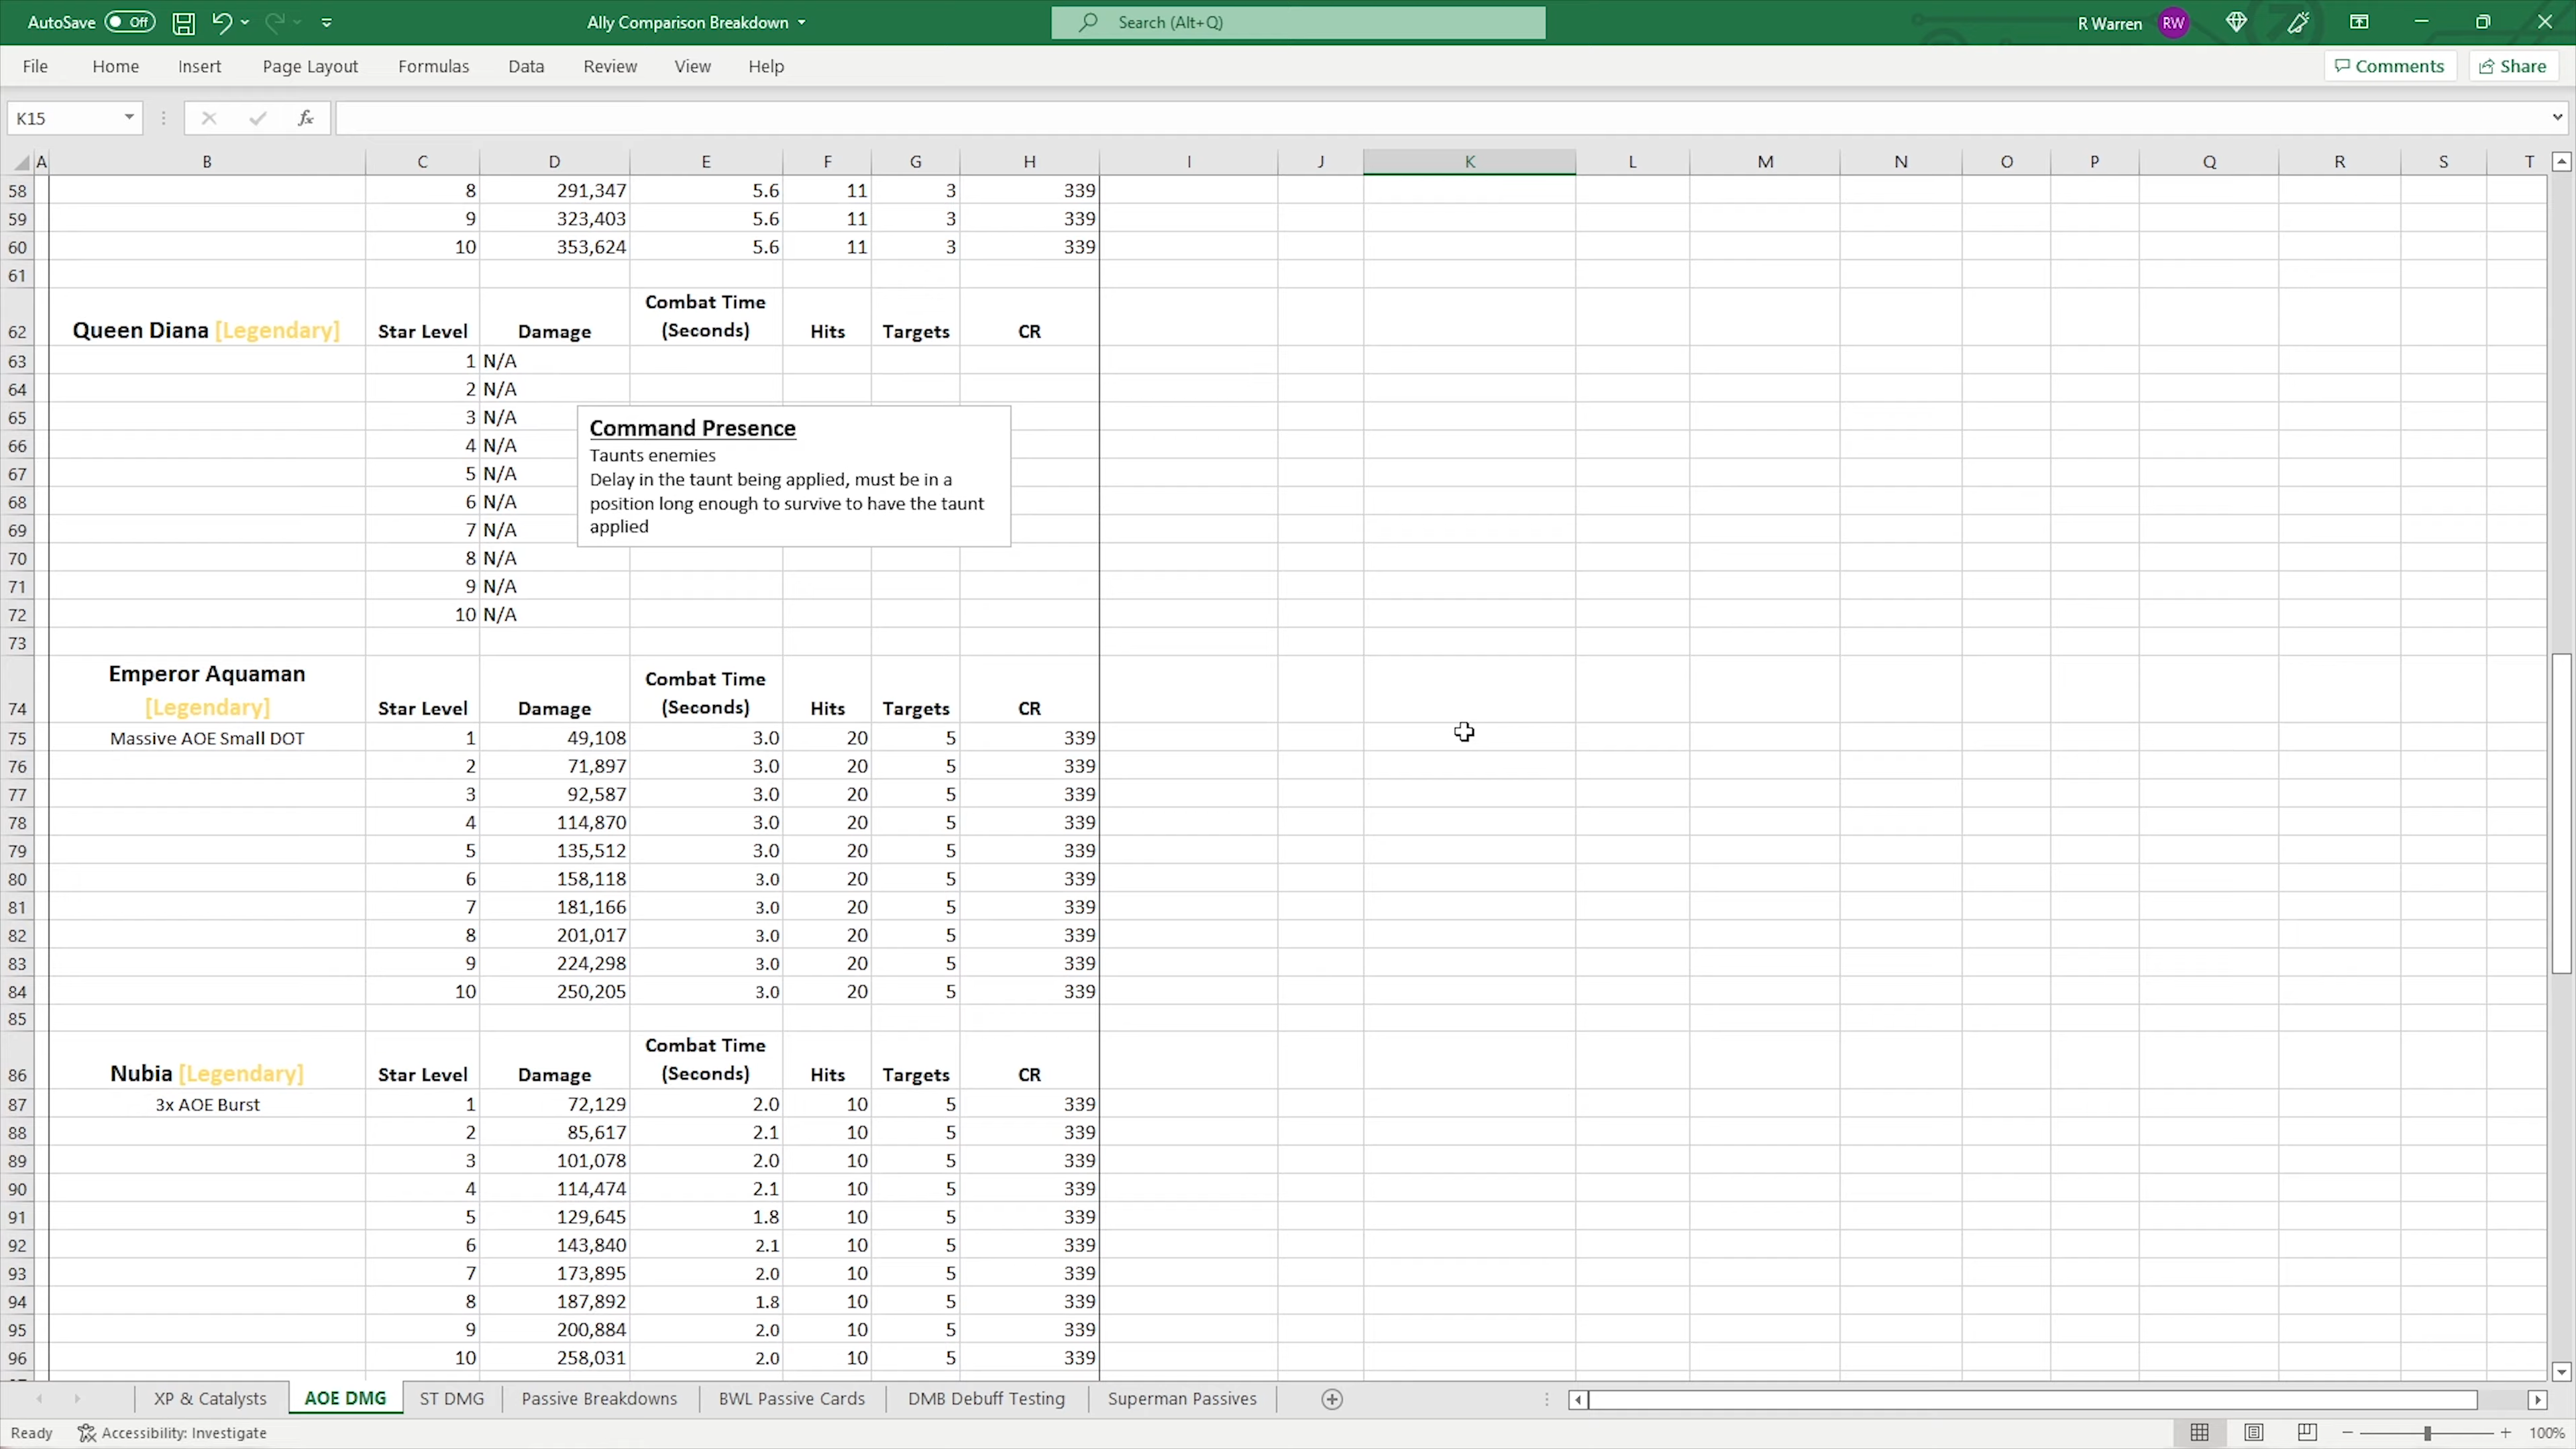 AutoSave Off Ally Comparison Breakdown Search (Alt+Q) R Warren RW
File Home Insert Page Layout Formulas Data Review View Help Comments Share
K15 fx
A B C D E F G H I J K L M N O P Q R S T
58 8 291,347 5.6 11 3 339
59 9 323,403 5.6 11 3 339
60 10 353,624 5.6 11 3 339
61
62 Queen Diana [Legendary] Star Level Damage Combat Time (Seconds) Hits Targets CR
63 1 N/A
64 2 N/A
65 3 N/A
66 4 N/A
67 5 N/A
68 6 N/A
69 7 N/A
70 8 N/A
71 9 N/A
72 10 N/A
Command Presence
Taunts enemies
Delay in the taunt being applied, must be in a
position long enough to survive to have the taunt
applied
73
74 Emperor Aquaman [Legendary] Star Level Damage Combat Time (Seconds) Hits Targets CR
75 Massive AOE Small DOT 1 49,108 3.0 20 5 339
76 2 71,897 3.0 20 5 339
77 3 92,587 3.0 20 5 339
78 4 114,870 3.0 20 5 339
79 5 135,512 3.0 20 5 339
80 6 158,118 3.0 20 5 339
81 7 181,166 3.0 20 5 339
82 8 201,017 3.0 20 5 339
83 9 224,298 3.0 20 5 339
84 10 250,205 3.0 20 5 339
85
86 Nubia [Legendary] Star Level Damage Combat Time (Seconds) Hits Targets CR
87 3x AOE Burst 1 72,129 2.0 10 5 339
88 2 85,617 2.1 10 5 339
89 3 101,078 2.0 10 5 339
90 4 114,474 2.1 10 5 339
91 5 129,645 1.8 10 5 339
92 6 143,840 2.1 10 5 339
93 7 173,895 2.0 10 5 339
94 8 187,892 1.8 10 5 339
95 9 200,884 2.0 10 5 339
96 10 258,031 2.0 10 5 339
XP & Catalysts AOE DMG ST DMG Passive Breakdowns BWL Passive Cards DMB Debuff Testing Superman Passives
Ready Accessibility: Investigate 100%